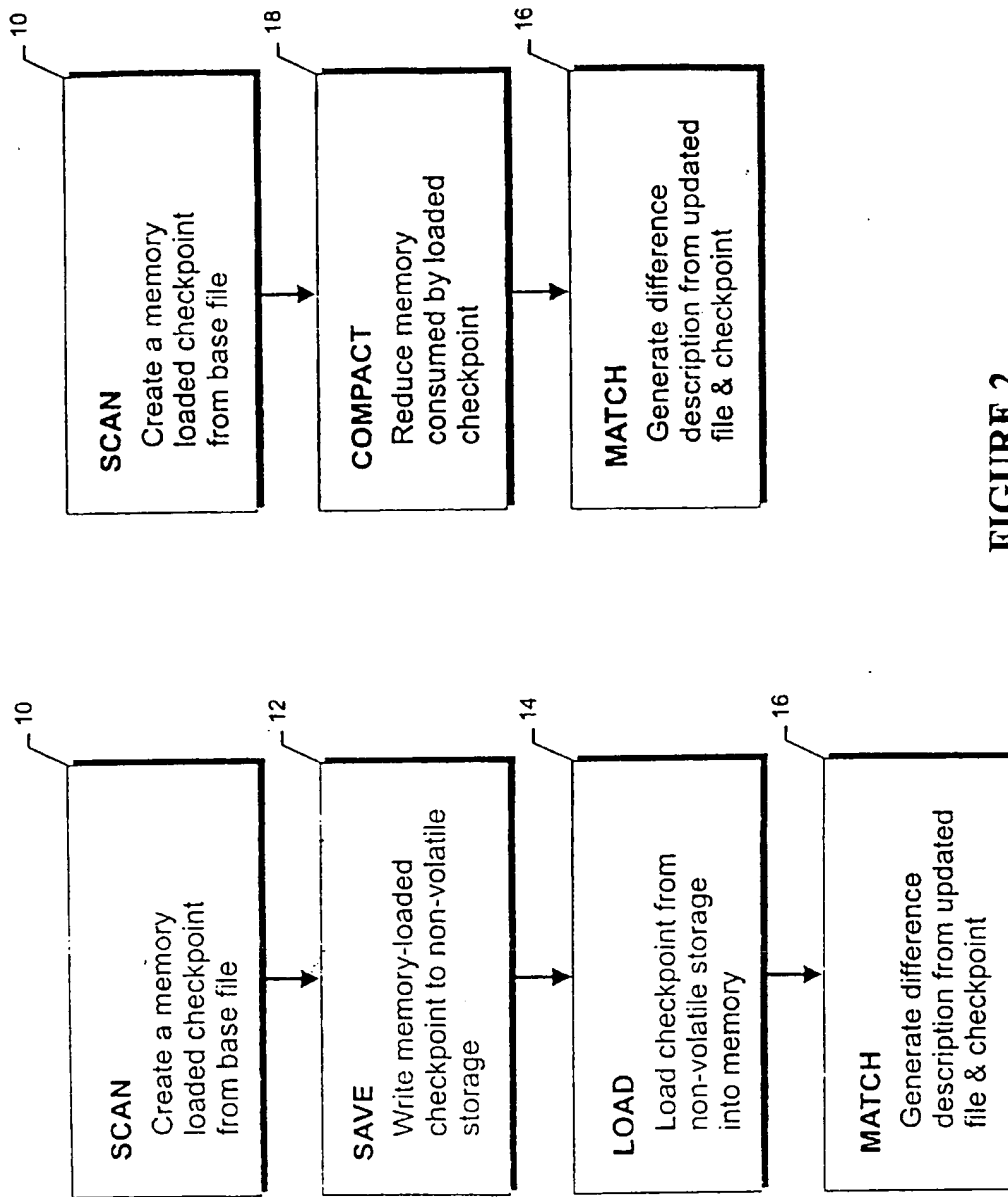 10
SCAN
Create a memory
loaded checkpoint
from base file
12
SAVE
Write memory-loaded
checkpoint to non-volatile
storage
14
LOAD
Load checkpoint from
non-volatile storage
into memory
16
MATCH
Generate difference
description from updated
file & checkpoint
10
SCAN
Create a memory
loaded checkpoint
from base file
18
COMPACT
Reduce memory
consumed by loaded
checkpoint
16
MATCH
Generate difference
description from updated
file & checkpoint
FIGURE 2